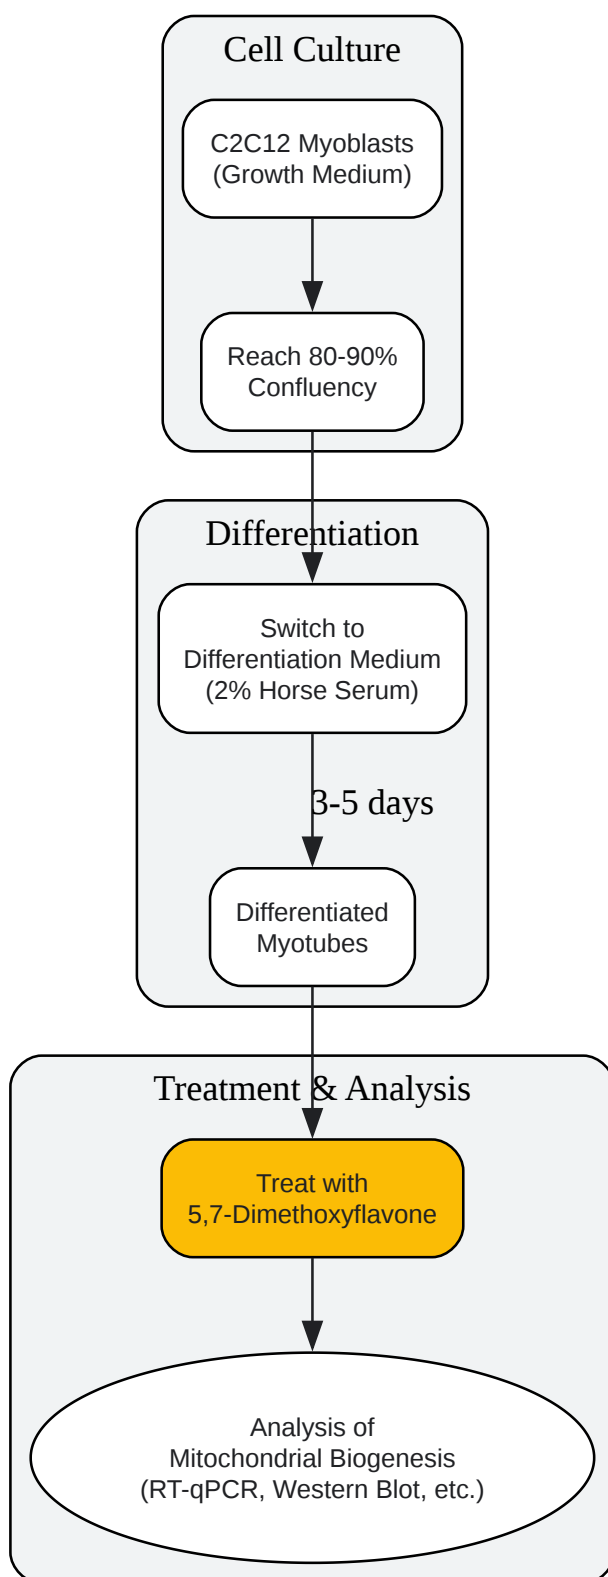 Cell Culture
C2C12 Myoblasts
(Growth Medium)
Reach 80-90%
Confluency
Differentiation
Switch to
Differentiation Medium
(2% Horse Serum)
3-5 days
Differentiated
Myotubes
Treatment & Analysis
Treat with
5,7-Dimethoxyflavone
Analysis of
Mitochondrial Biogenesis
(RT-qPCR, Western Blot, etc.)